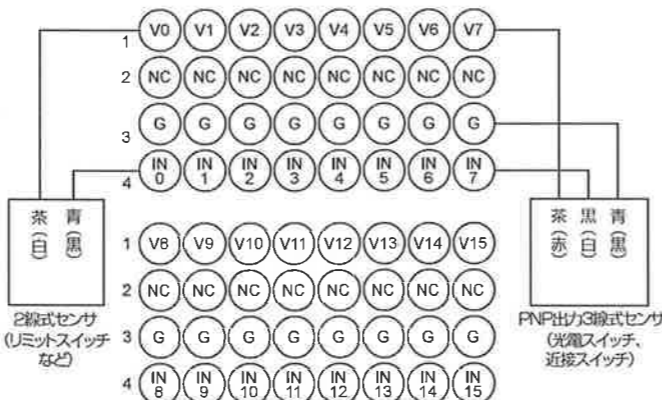 1 V0 V1 V2 V3 V4 V5 V6 V7
2 NC NC NC NC NC NC NC NC
3 G G G G G G G G
4 IN 0 IN 1 IN 2 IN 3 IN 4 IN 5 IN 6 IN 7
茶(白) 青(黒)
2線式センサ
(リミットスイッチ
など)
茶(赤) 黒(白) 青(黒)
PNP出力3線式センサ
(光電スイッチ、
近接スイッチ)
1 V8 V9 V10 V11 V12 V13 V14 V15
2 NC NC NC NC NC NC NC NC
3 G G G G G G G G
4 IN 8 IN 9 IN 10 IN 11 IN 12 IN 13 IN 14 IN 15